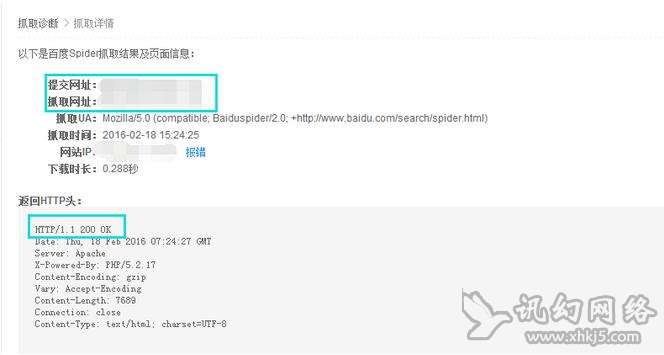 抓取诊断 > 抓取详情
以下是百度Spider抓取结果及页面信息：
提交网址：
抓取网址：
抓取UA： Mozilla/5.0 (compatible; Baiduspider/2.0; +http://www.baidu.com/search/spider.html)
抓取时间： 2016-02-18 15:24:25
网站IP： 报错
下载时长： 0.288秒
返回HTTP头：
HTTP/1.1 200 OK
Date: Thu, 18 Feb 2016 07:24:27 GMT
Server: Apache
X-Powered-By: PHP/5.2.17
Content-Encoding: gzip
Vary: Accept-Encoding
Content-Length: 7689
Connection: close
Content-Type: text/html; charset=UTF-8
讯幻网络
www.xhkj5.com